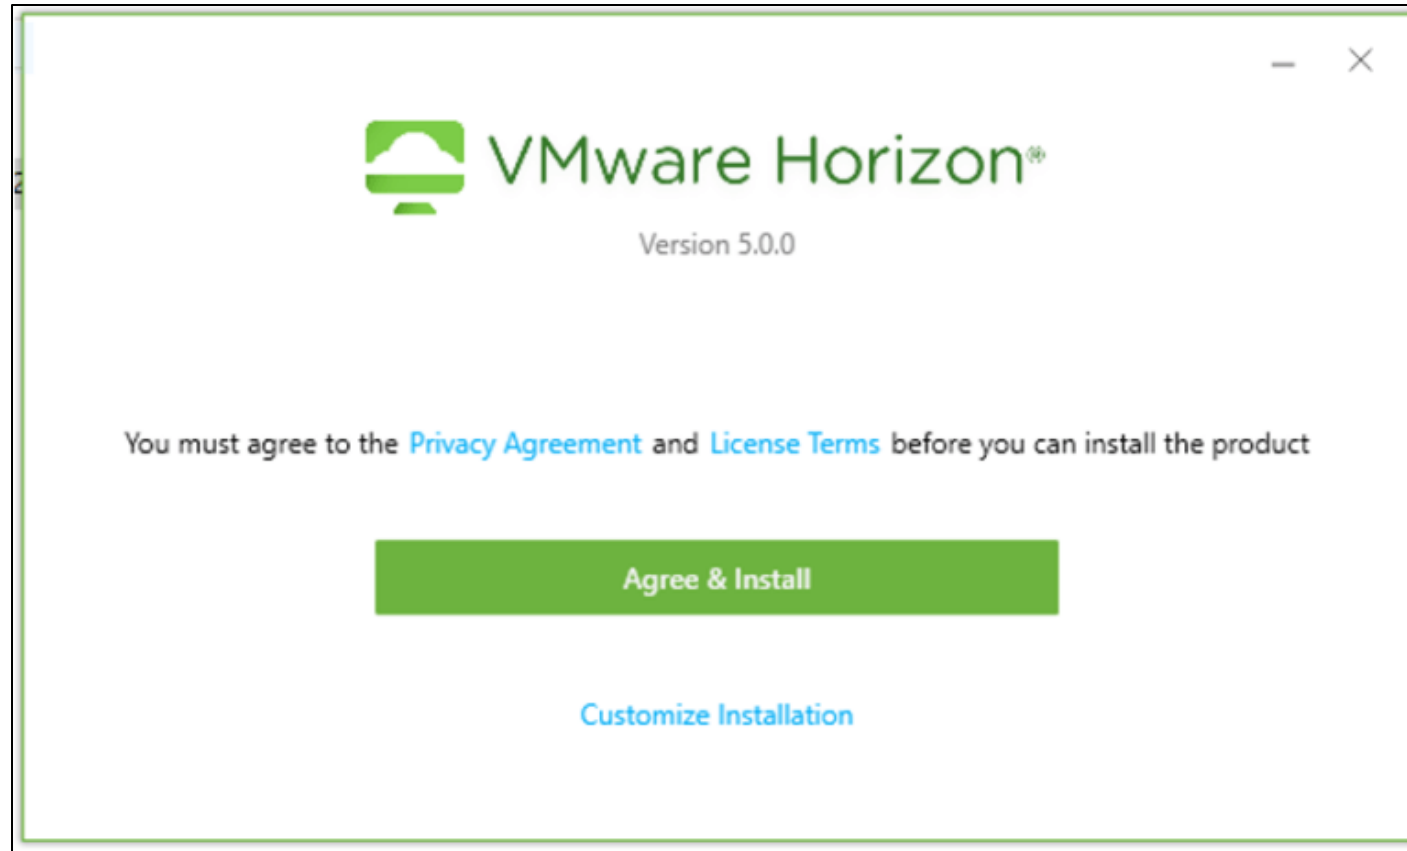 VMware Horizon®
Version 5.0.0
You must agree to the Privacy Agreement and License Terms before you can install the product
Agree & Install
Customize Installation